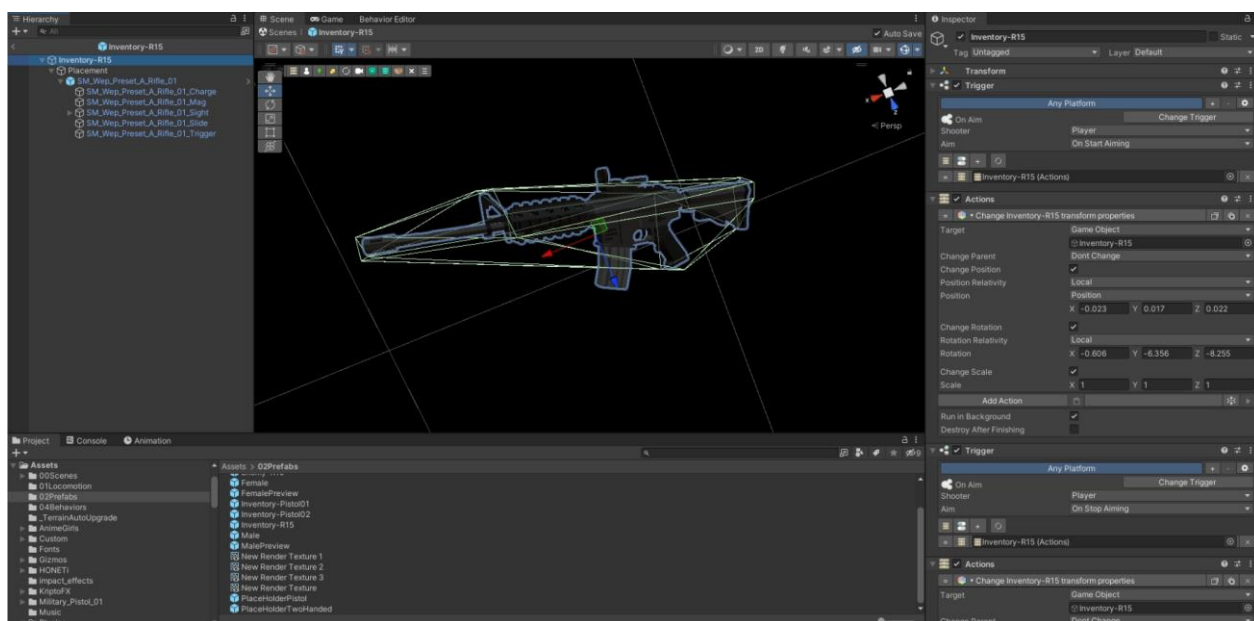 Hierarchy
All
Inventory-R15
Inventory-R15
Placement
SM_Wep_Preset_A_Rifle_01
SM_Wep_Preset_A_Rifle_01_Charge
SM_Wep_Preset_A_Rifle_01_Mag
SM_Wep_Preset_A_Rifle_01_Sight
SM_Wep_Preset_A_Rifle_01_Slide
SM_Wep_Preset_A_Rifle_01_Trigger
Scene Game Behavior Editor
Scenes Inventory-R15 Auto Save
2D
x
z
Persp
Project Console Animation
Assets
00Scenes
01Locomotion
02Prefabs
04Behaviors
_TerrainAutoUpgrade
AnimeGirls
Custom
Fonts
Gizmos
HONETi
impact_effects
KriptoFX
Military_Pistol_01
Music
Assets > 02Prefabs
Female
FemalePreview
Inventory-Pistol01
Inventory-Pistol02
Inventory-R15
Male
MalePreview
New Render Texture 1
New Render Texture 2
New Render Texture 3
New Render Texture
PlaceHolderPistol
PlaceHolderTwoHanded
Inspector
Inventory-R15 Static
Tag Untagged Layer Default
Transform
Trigger
Any Platform
On Aim Change Trigger
Shooter Player
Aim On Start Aiming
Inventory-R15 (Actions)
Actions
Change Inventory-R15 transform properties
Target Game Object
Inventory-R15
Change Parent Dont Change
Change Position
Position Relativity Local
Position Position
X -0.023 Y 0.017 Z 0.022
Change Rotation
Rotation Relativity Local
Rotation X -0.606 Y -6.356 Z -8.255
Change Scale
Scale X 1 Y 1 Z 1
Add Action
Run in Background
Destroy After Finishing
Trigger
Any Platform
On Aim Change Trigger
Shooter Player
Aim On Stop Aiming
Inventory-R15 (Actions)
Actions
Change Inventory-R15 transform properties
Target Game Object
Inventory-R15